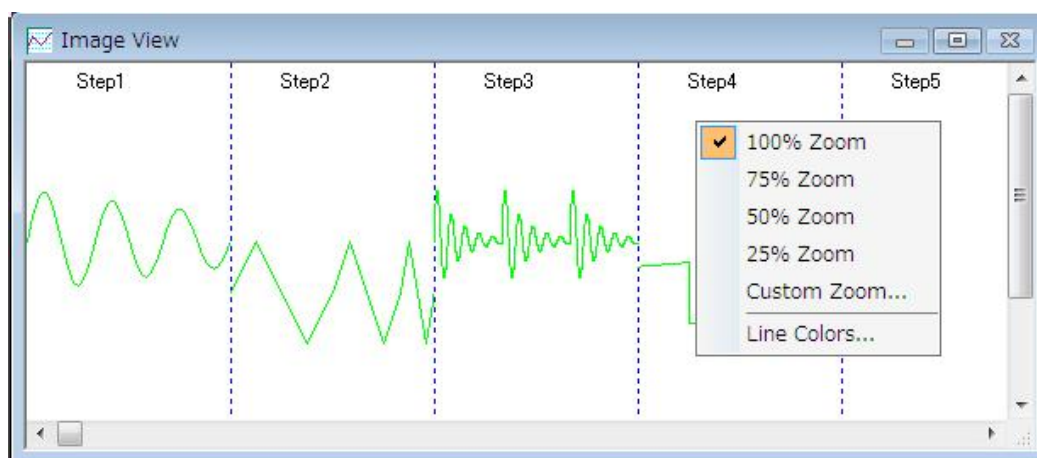 Image View
Step1 Step2 Step3 Step4 Step5
100% Zoom
75% Zoom
50% Zoom
25% Zoom
Custom Zoom...
Line Colors...